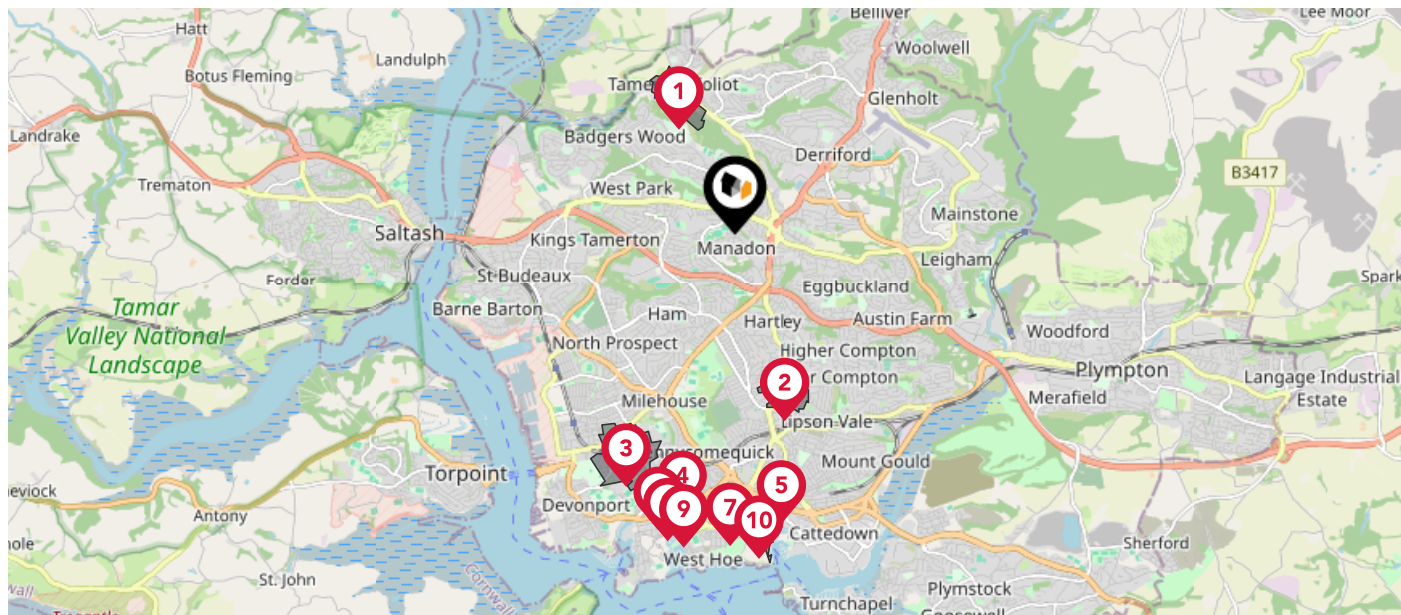 Hatt
Belliver
Lee Moor
Landulph
Woolwell
Botus Fleming
1
Glenholt
Landrake
Badgers Wood
Derriford
B3417
Trematon
West Park
Mainstone
Saltash
Kings Tamerton
Manadon
Leigham
St Budeaux
Forder
Eggbuckland
Barne Barton
Tamar
Valley National
Landscape
Ham
Hartley
Austin Farm
Woodford
North Prospect
Higher Compton
Plympton
2
Compton
Langage Industrial
Estate
Milehouse
Merafield
Lipson Vale
3
Mount Gould
Torpoint
4
5
Devonport
7
9
10
Antony
Cattedown
Sherford
West Hoe
St. John
Cornwall
Plymstock
Turnchapel